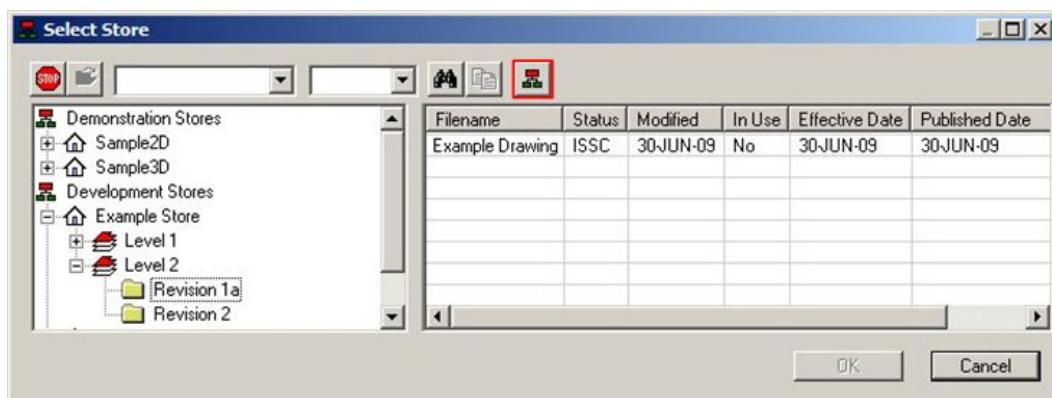 Select Store
STOP
Demonstration Stores
Sample2D
Sample3D
Development Stores
Example Store
Level 1
Level 2
Revision 1a
Revision 2
Filename Status Modified In Use Effective Date Published Date
Example Drawing ISSC 30-JUN-09 No 30-JUN-09 30-JUN-09
OK Cancel